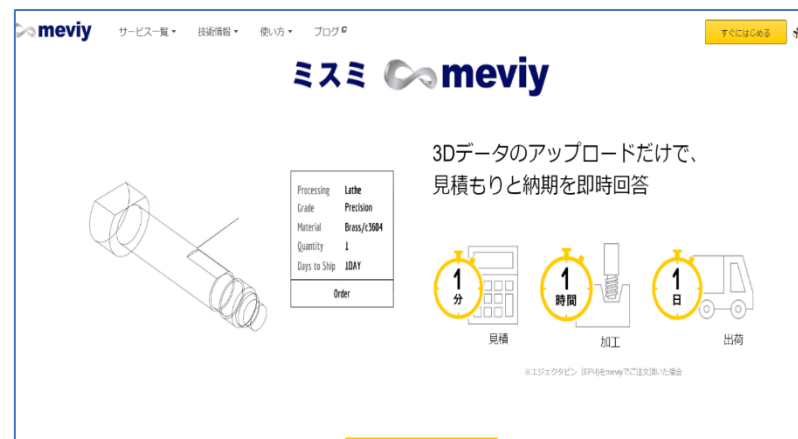 meviy サービス一覧 技術情報 使い方 ブログ すぐにはじめる
ミスミ meviy
3Dデータのアップロードだけで、
見積もりと納期を即時回答
Processing Lathe
Grade Precision
Material Brass/c3604
Quantity 1
Days to Ship 1DAY
Order
1 分
見積
1 時間
加工
1 日
出荷
※エジェクタピン（EPH)をmeviyでご注文頂いた場合